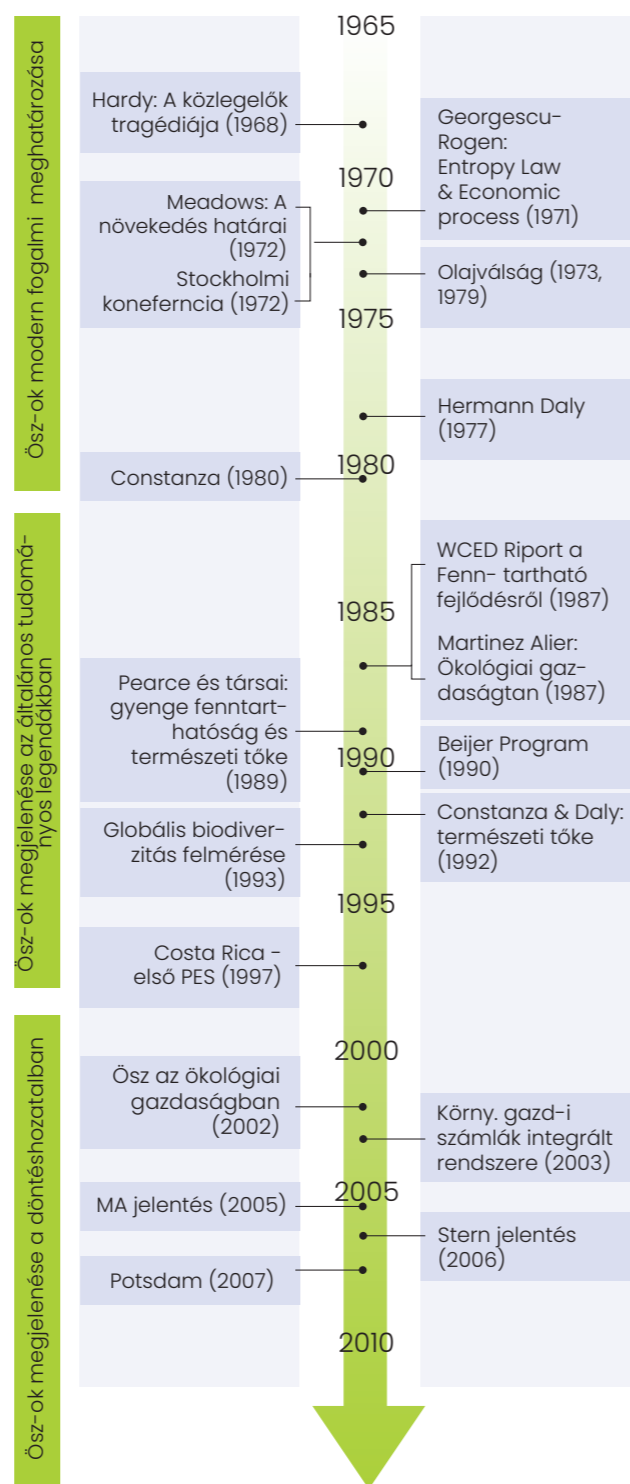 Ösz-ok modern fogalmi meghatározása
Ösz-ok megjelenése az általános tudomá-
nyos legendákban
Ösz-ok megjelenése a döntéshozatalban
1965
Hardy: A közlegelők
tragédiája (1968)
Georgescu-
Rogen:
Entropy Law
& Economic
process (1971)
1970
Meadows: A
növekedés határai
(1972)
Stockholmi
koneferncia (1972)
Olajválság (1973,
1979)
1975
Hermann Daly
(1977)
1980
Constanza (1980)
WCED Riport a
Fenn- tartható
fejlődésről (1987)
1985
Martinez Alier:
Ökológiai gaz-
daságtan (1987)
Pearce és társai:
gyenge fenntart-
hatóság és
természeti tőke
(1989)
1990
Beijer Program
(1990)
Constanza & Daly:
természeti tőke
(1992)
Globális biodiver-
zitás felmérése
(1993)
1995
Costa Rica -
első PES (1997)
2000
Ösz az ökológiai
gazdaságban
(2002)
Körny. gazd-i
számlák integrált
rendszere (2003)
2005
MA jelentés (2005)
Stern jelentés
(2006)
Potsdam (2007)
2010